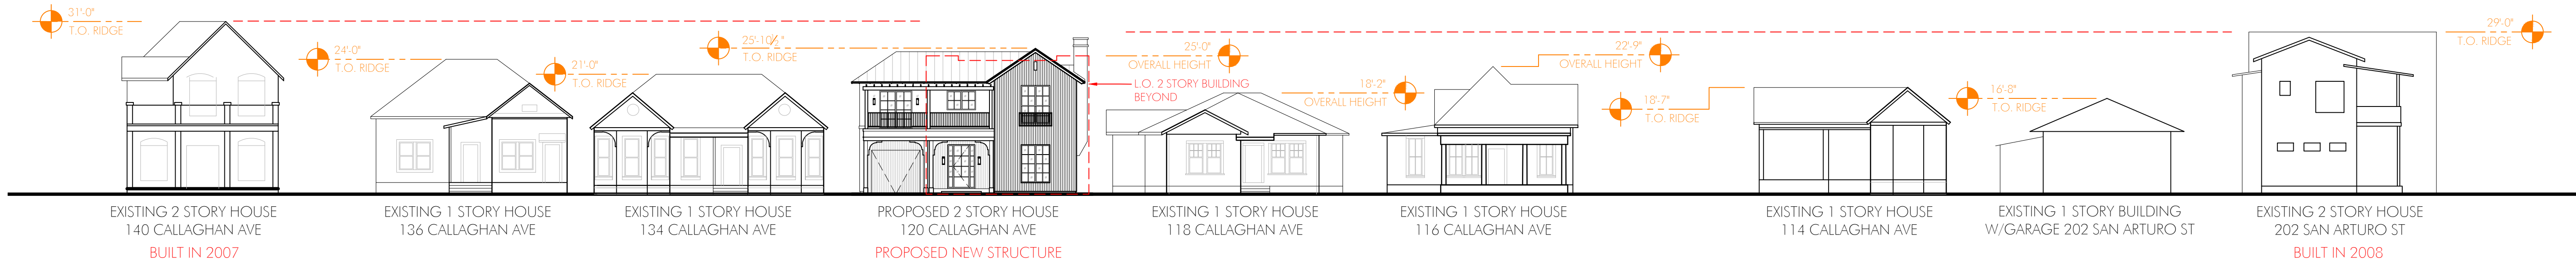 31'-0"
T.O. RIDGE
24'-0"
T.O. RIDGE
21'-0"
T.O. RIDGE
25'-10½"
T.O. RIDGE
25'-0"
OVERALL HEIGHT
L.O. 2 STORY BUILDING
BEYOND
18'-2"
OVERALL HEIGHT
22'-9"
OVERALL HEIGHT
18'-7"
T.O. RIDGE
16'-8"
T.O. RIDGE
29'-0"
T.O. RIDGE
EXISTING 2 STORY HOUSE
140 CALLAGHAN AVE
BUILT IN 2007
EXISTING 1 STORY HOUSE
136 CALLAGHAN AVE
EXISTING 1 STORY HOUSE
134 CALLAGHAN AVE
PROPOSED 2 STORY HOUSE
120 CALLAGHAN AVE
PROPOSED NEW STRUCTURE
EXISTING 1 STORY HOUSE
118 CALLAGHAN AVE
EXISTING 1 STORY HOUSE
116 CALLAGHAN AVE
EXISTING 1 STORY HOUSE
114 CALLAGHAN AVE
EXISTING 1 STORY BUILDING
W/GARAGE 202 SAN ARTURO ST
EXISTING 2 STORY HOUSE
202 SAN ARTURO ST
BUILT IN 2008